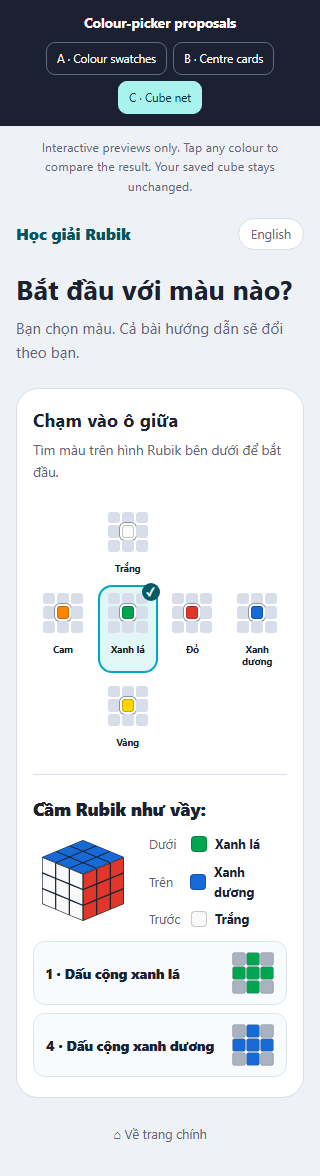 Colour-picker proposals
A · Colour swatches
B · Centre cards
C · Cube net
Interactive previews only. Tap any colour to
compare the result. Your saved cube stays
unchanged.
Học giải Rubik
English
Bắt đầu với màu nào?
Bạn chọn màu. Cả bài hướng dẫn sẽ đổi
theo bạn.
Chạm vào ô giữa
Tìm màu trên hình Rubik bên dưới để bắt
đầu.
Trắng
Cam
Xanh lá
Đỏ
Xanh
dương
Vàng
Cầm Rubik như vầy:
Dưới
Xanh lá
Trên
Xanh
dương
Trước
Trắng
1 · Dấu cộng xanh lá
4 · Dấu cộng xanh dương
⌂ Về trang chính